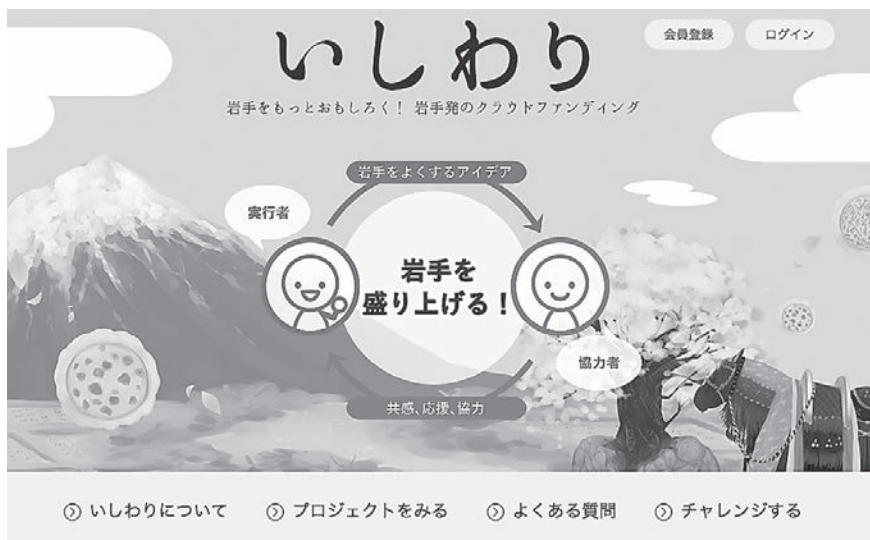 いしわり
会員登録
ログイン
岩手をもっとおもしろく！ 岩手発のクラウドファンディング
岩手をよくするアイデア
実行者
岩手を
盛り上げる！
協力者
共感、応援、協力
いしわりについて
プロジェクトをみる
よくある質問
チャレンジする